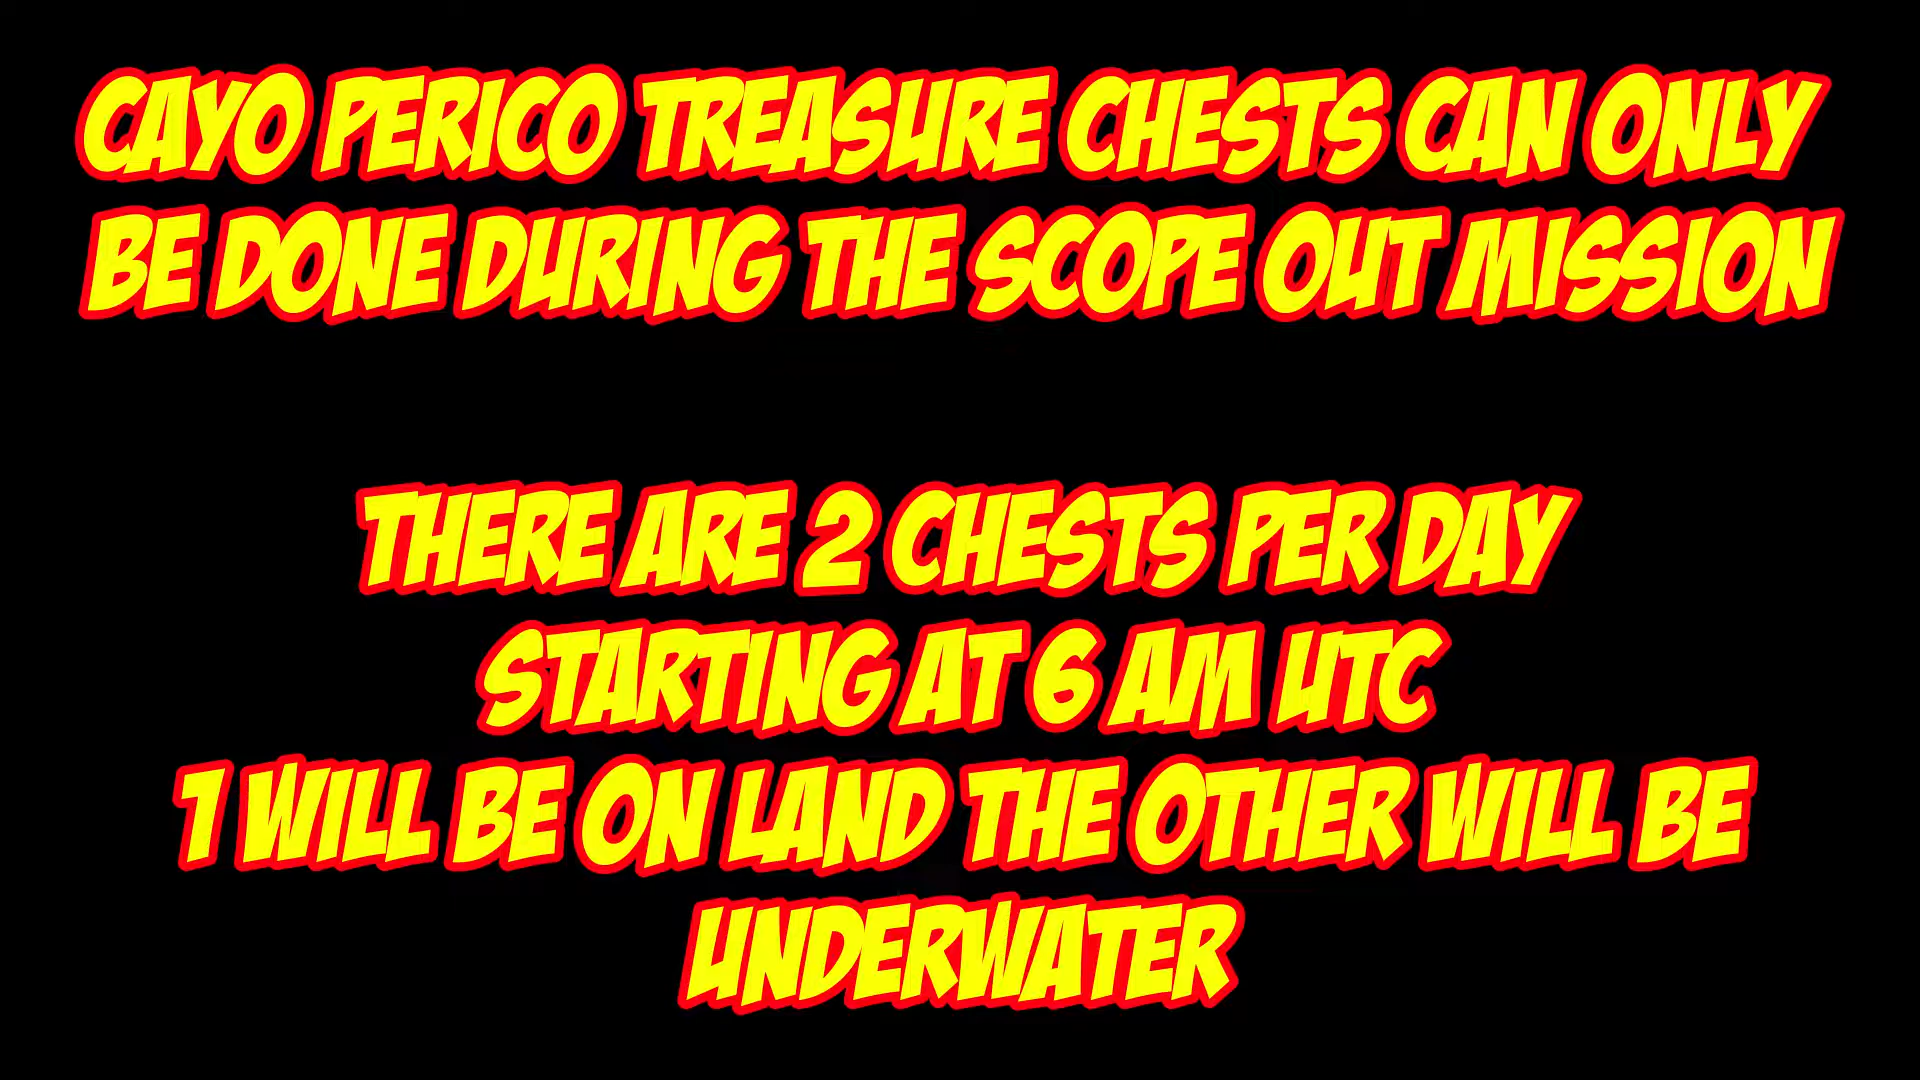 CAYO PERICO TREASURE CHESTS CAN ONLY
BE DONE DURING THE SCOPE OUT MISSION
THERE ARE 2 CHESTS PER DAY
STARTING AT 6 AM UTC
1 WILL BE ON LAND THE OTHER WILL BE
UNDERWATER